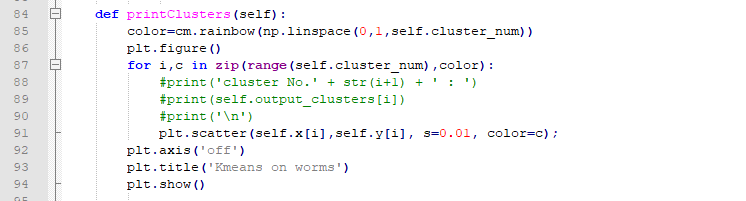 84 def printClusters(self):
85 color=cm.rainbow(np.linspace(0,1,self.cluster_num))
86 plt.figure()
87 for i,c in zip(range(self.cluster_num),color):
88 #print('cluster No.' + str(i+1) + ' : ')
89 #print(self.output_clusters[i])
90 #print('\n')
91 plt.scatter(self.x[i],self.y[i], s=0.01, color=c);
92 plt.axis('off')
93 plt.title('Kmeans on worms')
94 plt.show()